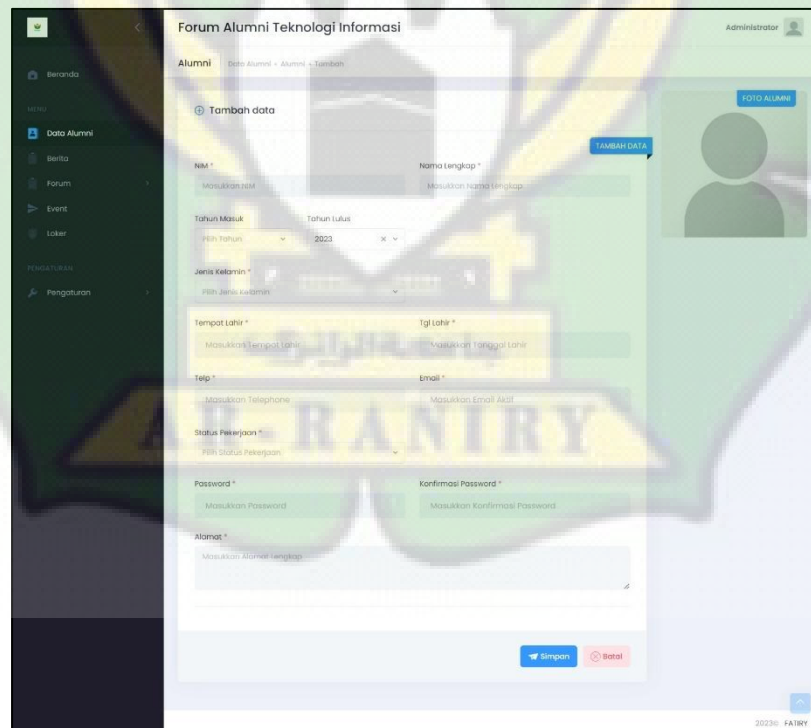 Forum Alumni Teknologi Informasi
Administrator
Alumni Data Alumni - Alumni - Tambah
Beranda
MENU
Data Alumni
Berita
Forum
Event
Loker
PENGATURAN
Pengaturan
Tambah data
FOTO ALUMNI
TAMBAH DATA
NIM * Nama Lengkap *
Masukkan NIM Masukkan Nama Lengkap
Tahun Masuk Tahun Lulus
Pilih Tahun 2023
Jenis Kelamin *
Pilih Jenis Kelamin
Tempat Lahir * Tgl Lahir *
Masukkan Tempat Lahir Masukkan Tanggal Lahir
Telp * Email *
Masukkan Telephone Masukkan Email Aktif
AR-RANIRY
Status Pekerjaan *
Pilih Status Pekerjaan
Password * Konfirmasi Password *
Masukkan Password Masukkan Konfirmasi Password
Alamat *
Masukkan Alamat Lengkap
Simpan Batal
2023© FATIRY